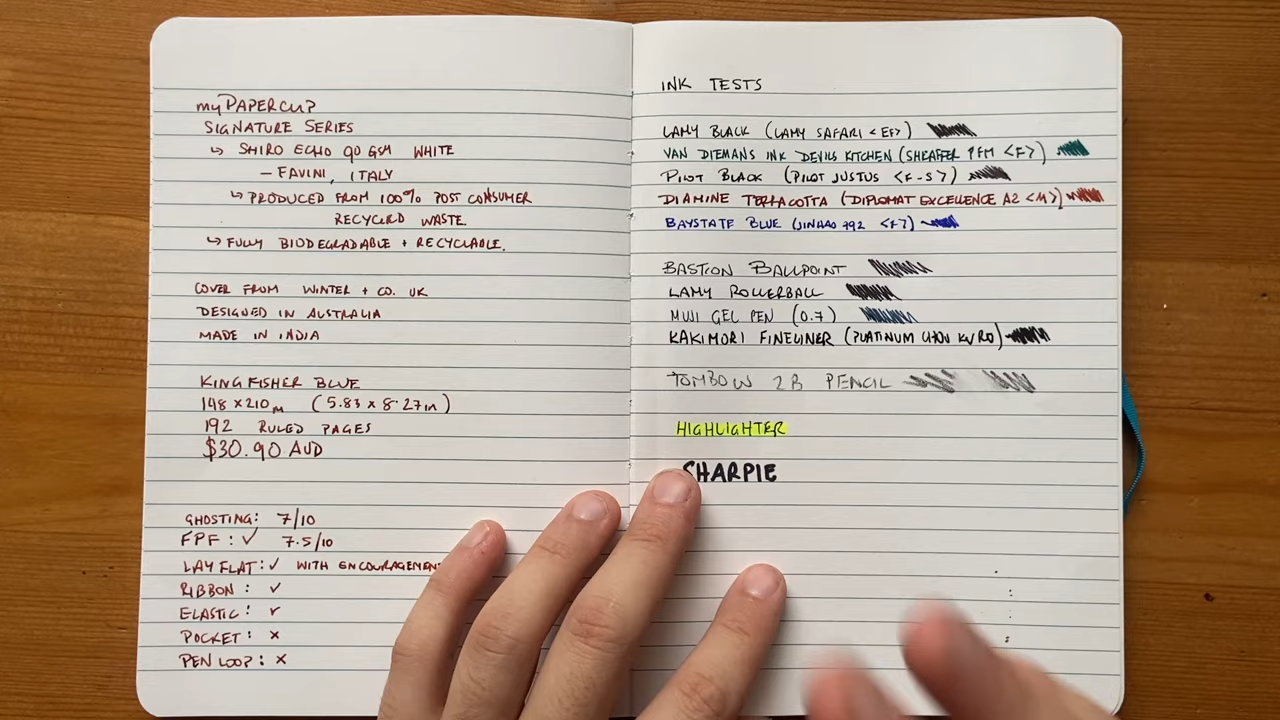 myPAPERCLIP
SIGNATURE SERIES
↳ SHIRO ECHO 90 GSM WHITE
– FAVINI, ITALY
↳ PRODUCED FROM 100% POST CONSUMER
RECYCLED WASTE
↳ FULLY BIODEGRADABLE + RECYCLABLE.
COVER FROM WINTER + CO. UK
DESIGNED IN AUSTRALIA
MADE IN INDIA
KINGFISHER BLUE
148 x 210m (5.83 x 8.27in)
192 RULED PAGES
$30.90 AUD
GHOSTING: 7/10
FPF: ✓ 7.5/10
LAY FLAT: ✓ WITH ENCOURAGEMENT
RIBBON: ✓
ELASTIC: ✓
POCKET: x
PEN LOOP: x
INK TESTS
LAMY BLACK (LAMY SAFARI <EF>)
VAN DIEMANS INK DEVILS KITCHEN (SHEAFFER PFM <F>)
PILOT BLACK (PILOT JUSTUS <F-S>)
DIAMINE TERRACOTTA (DIPLOMAT EXCELLENCE A2 <M>)
BAYSTATE BLUE (JINHAO 992 <F>)
BASTION BALLPOINT
LAMY ROLLERBALL
MUJI GEL PEN (0.7)
KAKIMORI FINELINER (PLATINUM CHOU KURO)
TOMBOW 2B PENCIL
HIGHLIGHTER
SHARPIE